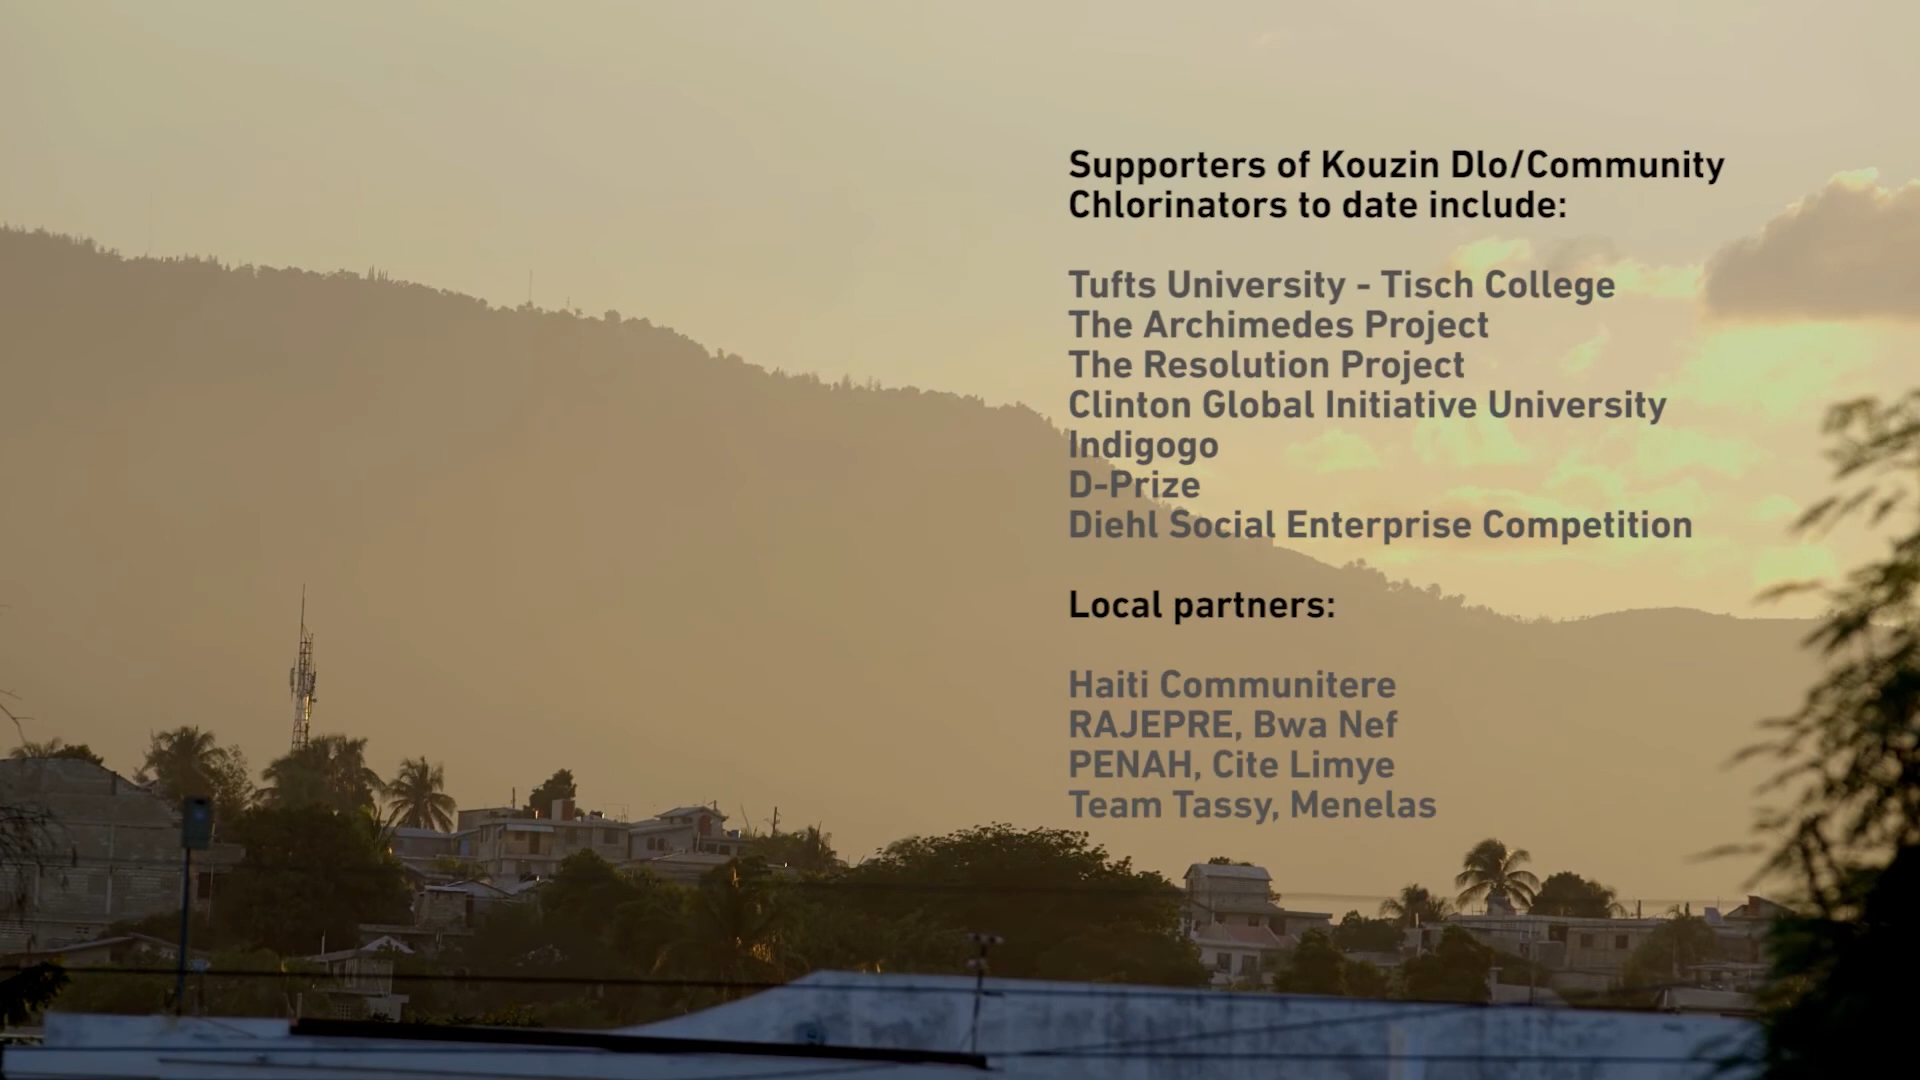 Supporters of Kouzin Dlo/Community
Chlorinators to date include:
Tufts University - Tisch College
The Archimedes Project
The Resolution Project
Clinton Global Initiative University
Indigogo
D-Prize
Diehl Social Enterprise Competition
Local partners:
Haiti Communitere
RAJEPRE, Bwa Nef
PENAH, Cite Limye
Team Tassy, Menelas